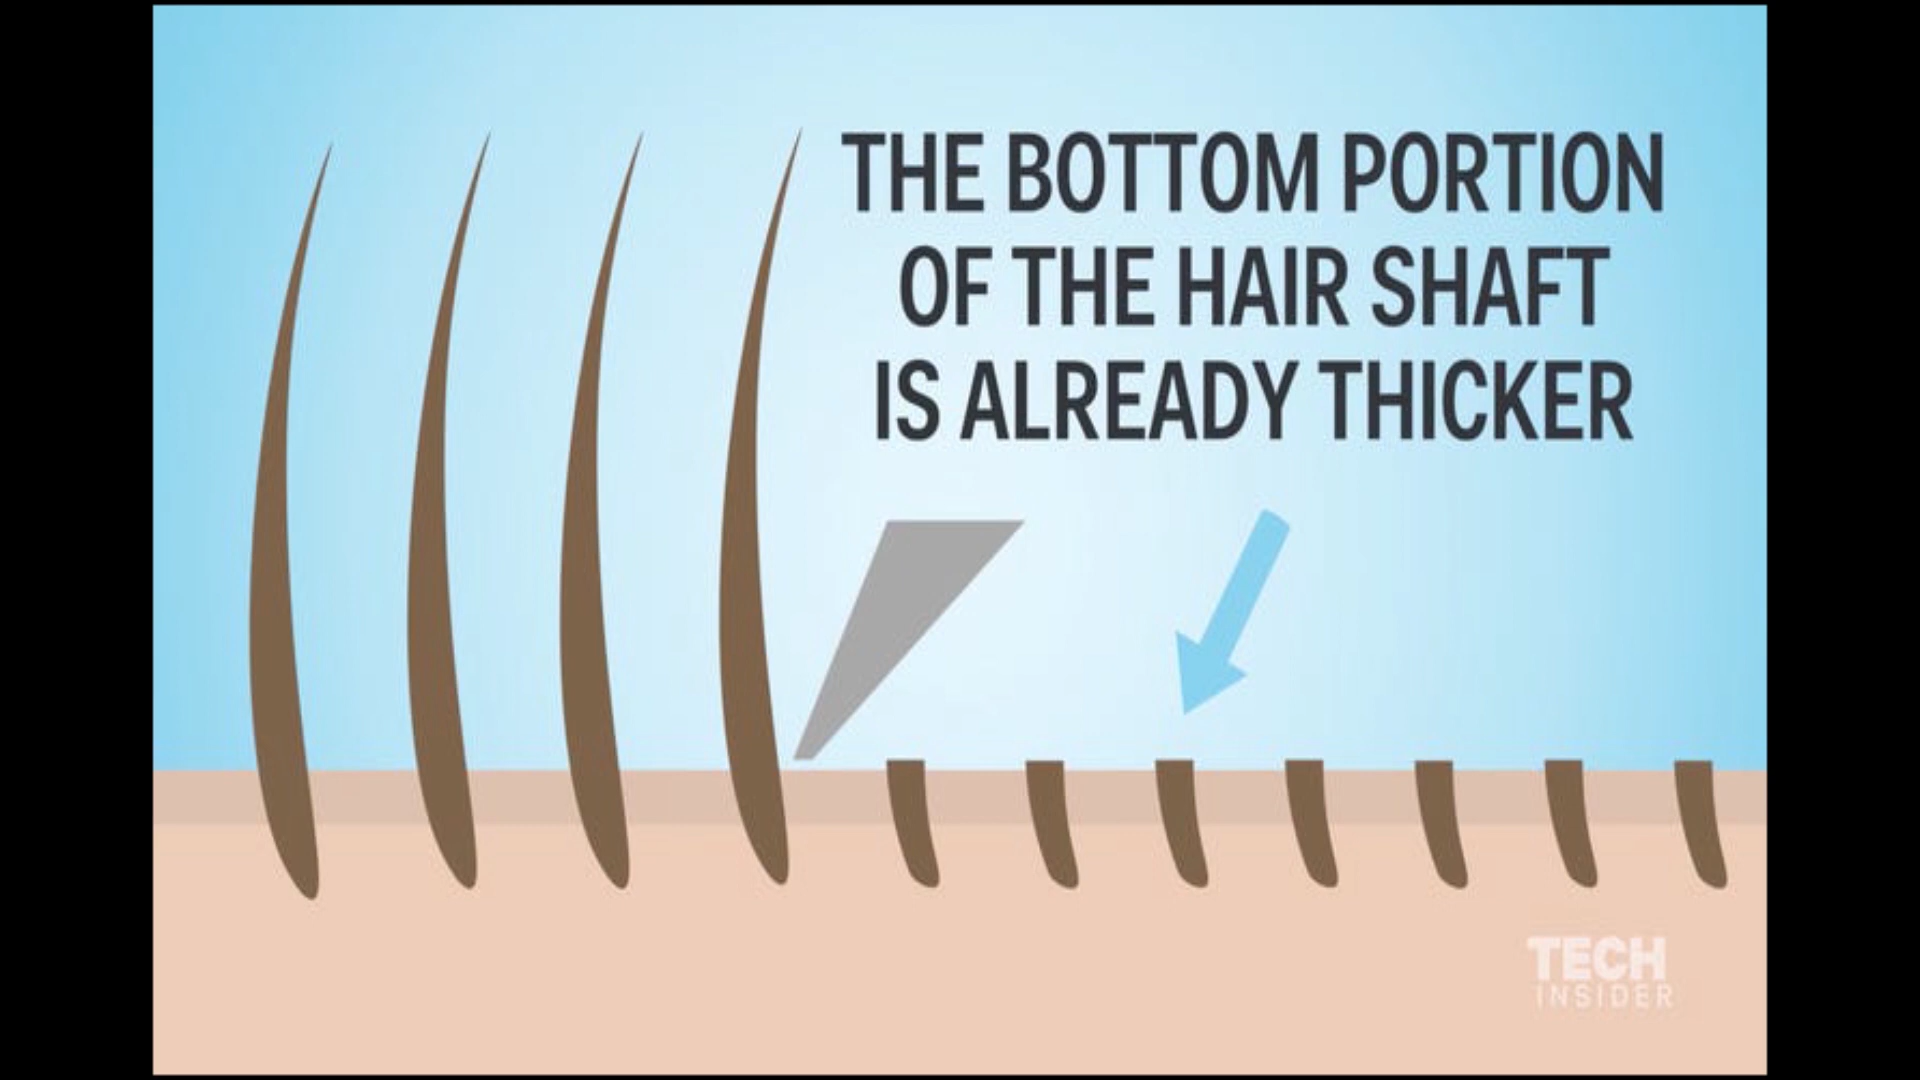 THE BOTTOM PORTION
OF THE HAIR SHAFT
IS ALREADY THICKER
TECH
INSIDER